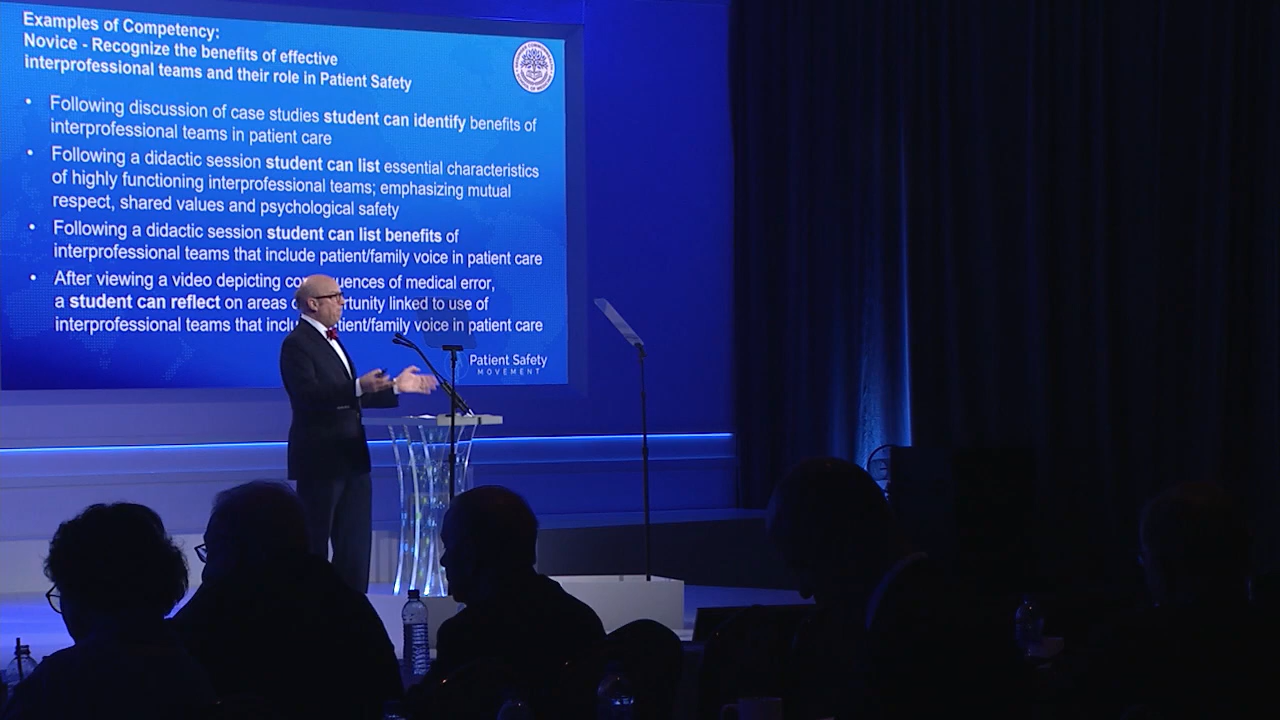 Examples of Competency:
Novice - Recognize the benefits of effective
interprofessional teams and their role in Patient Safety
• Following discussion of case studies student can identify benefits of
interprofessional teams in patient care
• Following a didactic session student can list essential characteristics
of highly functioning interprofessional teams; emphasizing mutual
respect, shared values and psychological safety
• Following a didactic session student can list benefits of
interprofessional teams that include patient/family voice in patient care
• After viewing a video depicting uences of medical error,
a student can reflect on areas rtunity linked to use of
interprofessional teams that tient/family voice in patient care
Patient Safety
MOVEMENT